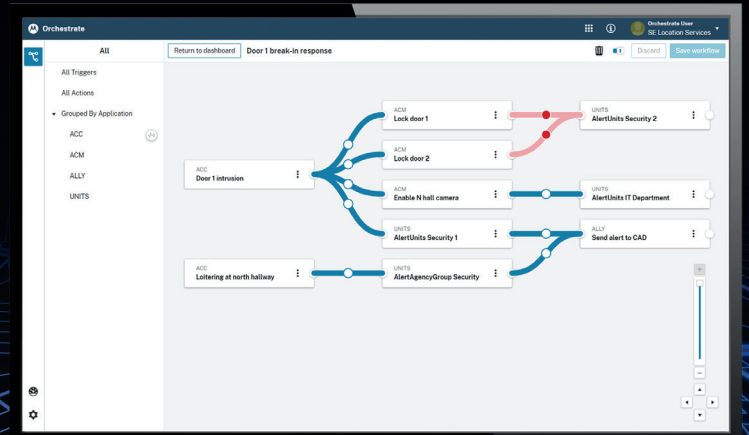 Orchestrate
Orchestrate User
SE Location Services
All
Return to dashboard
Door 1 break-in response
Discard
Save workflow
All Triggers
All Actions
Grouped By Application
ACC
ACM
ALLY
UNITS
ACC
Door 1 intrusion
ACC
Loitering at north hallway
ACM
Lock door 1
ACM
Lock door 2
ACM
Enable N hall camera
UNITS
AlertUnits Security 1
UNITS
AlertAgencyGroup Security
UNITS
AlertUnits Security 2
UNITS
AlertUnits IT Department
ALLY
Send alert to CAD